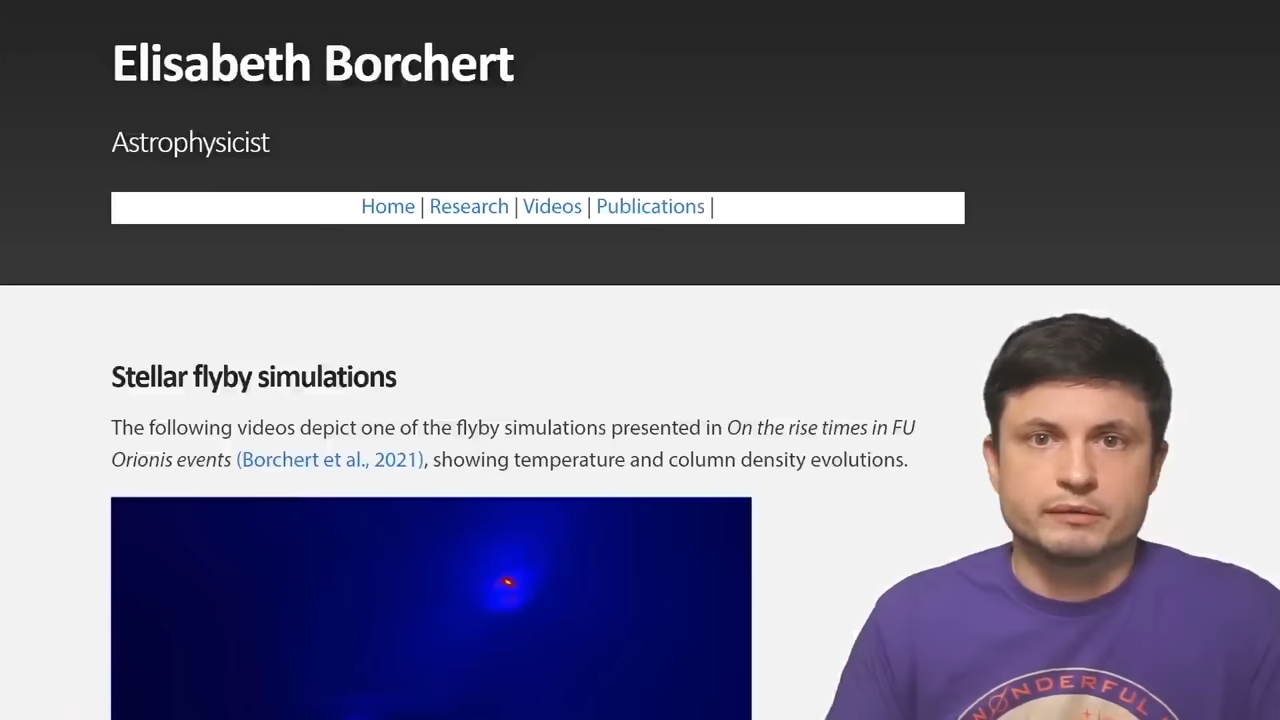 Elisabeth Borchert
Astrophysicist
Home | Research | Videos | Publications |
Stellar flyby simulations
The following videos depict one of the flyby simulations presented in On the rise times in FU
Orionis events (Borchert et al., 2021), showing temperature and column density evolutions.
WONDERFUL